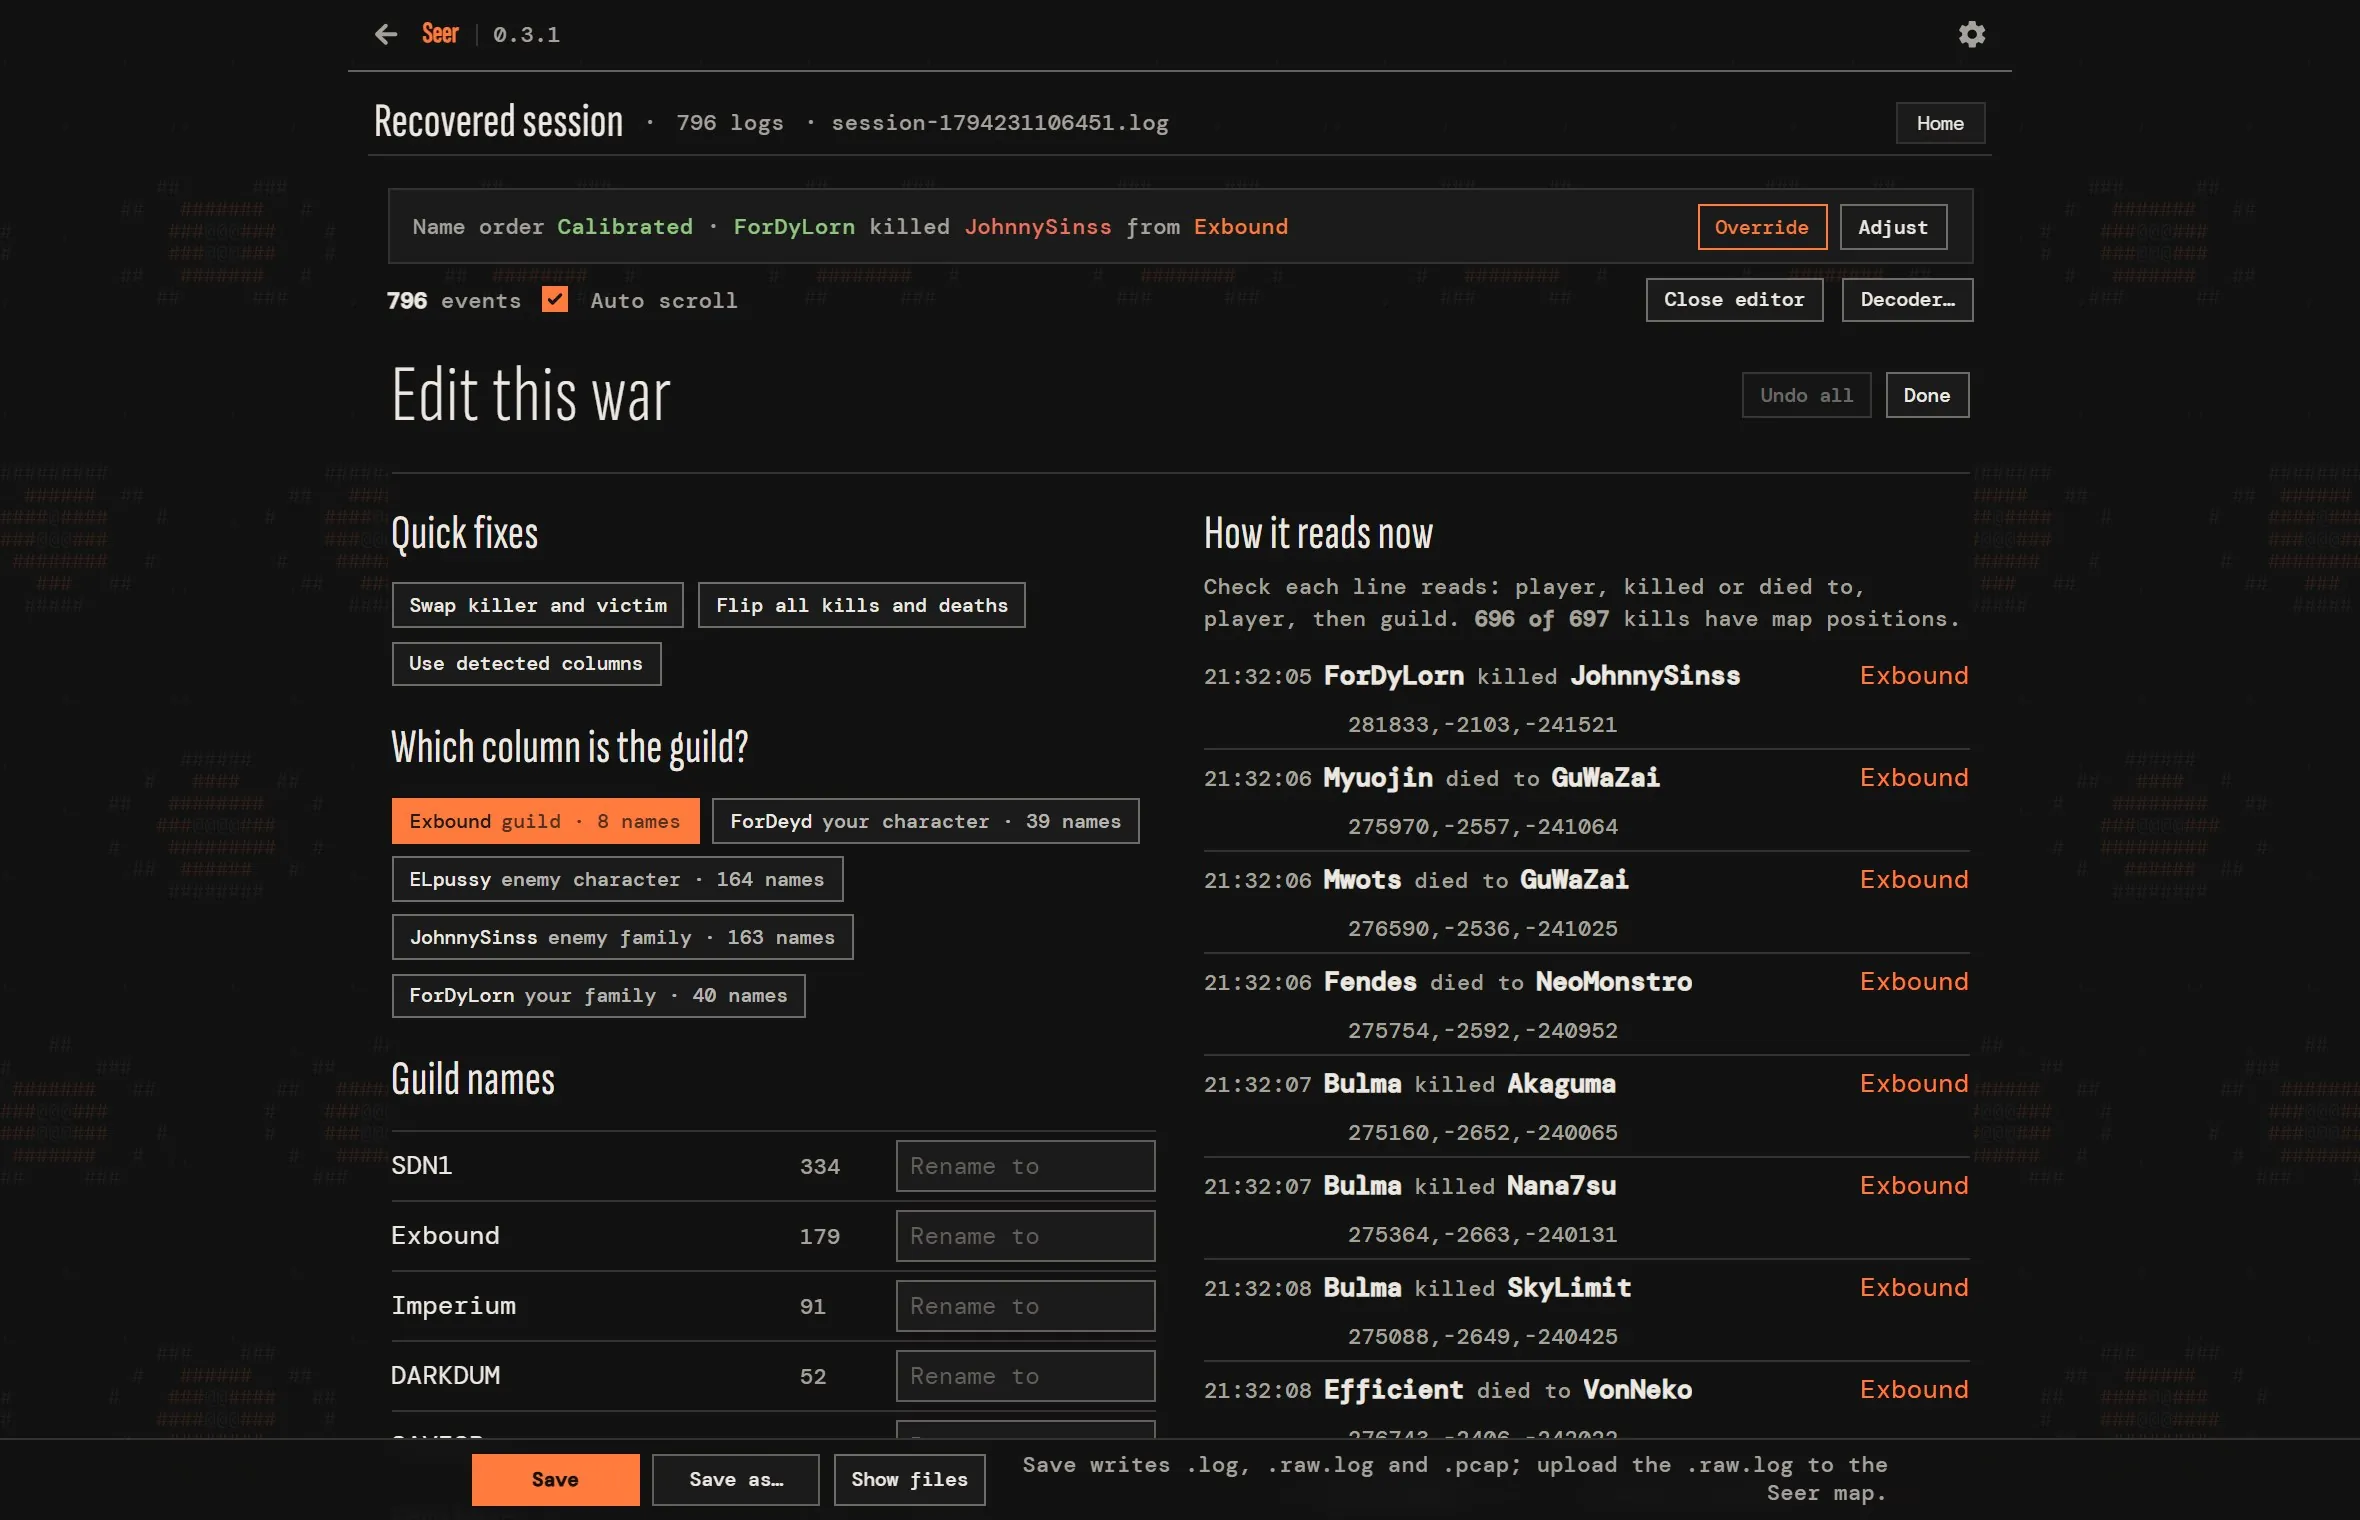 Seer | 0.3.1
Recovered session · 796 logs · session-1794231106451.log
Home
Name order Calibrated · ForDyLorn killed JohnnySinss from Exbound
Override
Adjust
796 events Auto scroll
Close editor
Decoder…
Edit this war
Undo all
Done
Quick fixes
Swap killer and victim
Flip all kills and deaths
Use detected columns
Which column is the guild?
Exbound guild · 8 names
ForDeyd your character · 39 names
ELpussy enemy character · 164 names
JohnnySinss enemy family · 163 names
ForDyLorn your family · 40 names
Guild names
SDN1 334 Rename to
Exbound 179 Rename to
Imperium 91 Rename to
DARKDUM 52 Rename to
How it reads now
Check each line reads: player, killed or died to,
player, then guild. 696 of 697 kills have map positions.
21:32:05 ForDyLorn killed JohnnySinss Exbound
281833,-2103,-241521
21:32:06 Myuojin died to GuWaZai Exbound
275970,-2557,-241064
21:32:06 Mwots died to GuWaZai Exbound
276590,-2536,-241025
21:32:06 Fendes died to NeoMonstro Exbound
275754,-2592,-240952
21:32:07 Bulma killed Akaguma Exbound
275160,-2652,-240065
21:32:07 Bulma killed Nana7su Exbound
275364,-2663,-240131
21:32:08 Bulma killed SkyLimit Exbound
275088,-2649,-240425
21:32:08 Efficient died to VonNeko Exbound
Save
Save as…
Show files
Save writes .log, .raw.log and .pcap; upload the .raw.log to the
Seer map.